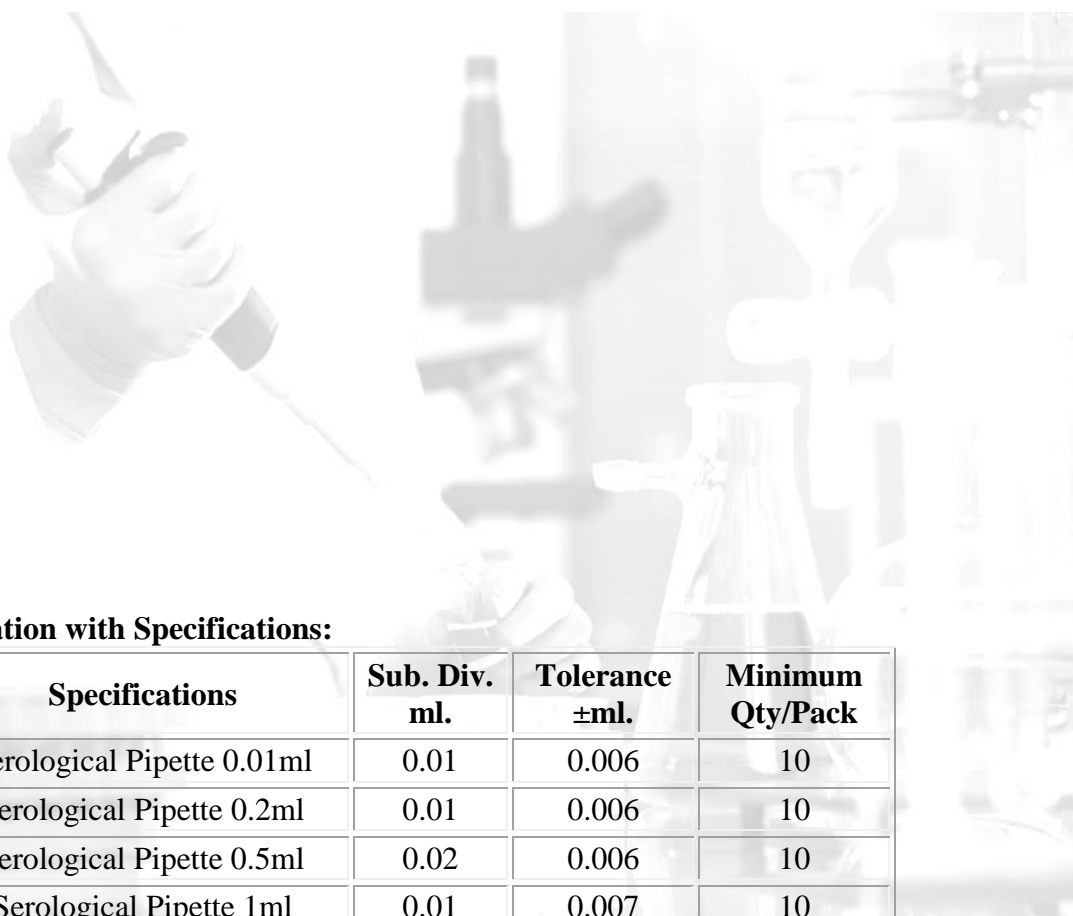 ation with Specifications:
Specifications Sub. Div. ml. Tolerance ±ml. Minimum Qty/Pack
erological Pipette 0.01ml 0.01 0.006 10
erological Pipette 0.2ml 0.01 0.006 10
erological Pipette 0.5ml 0.02 0.006 10
Serological Pipette 1ml 0.01 0.007 10